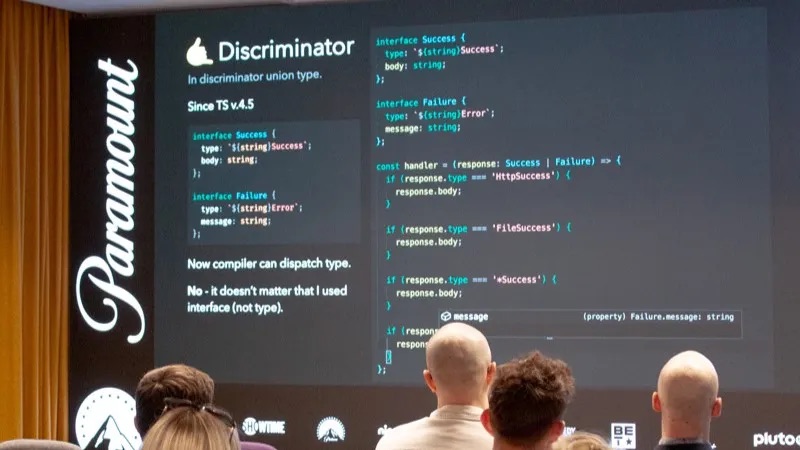 Paramount
🤙 Discriminator
In discriminator union type.
Since TS v.4.5
interface Success {
type: `${string}Success`;
body: string;
};
interface Failure {
type: `${string}Error`;
message: string;
};
Now compiler can dispatch type.
No - it doesn't matter that I used
interface (not type).
interface Success {
type: `${string}Success`;
body: string;
};
interface Failure {
type: `${string}Error`;
message: string;
};
const handler = (response: Success | Failure) => {
if (response.type === 'HttpSuccess') {
response.body;
}
if (response.type === 'FileSuccess') {
response.body;
}
if (response.type === '*Success') {
response.body;
}
message (property) Failure.message: string
if (respon
respon
}
};
SHOWTIME
BET
pluto